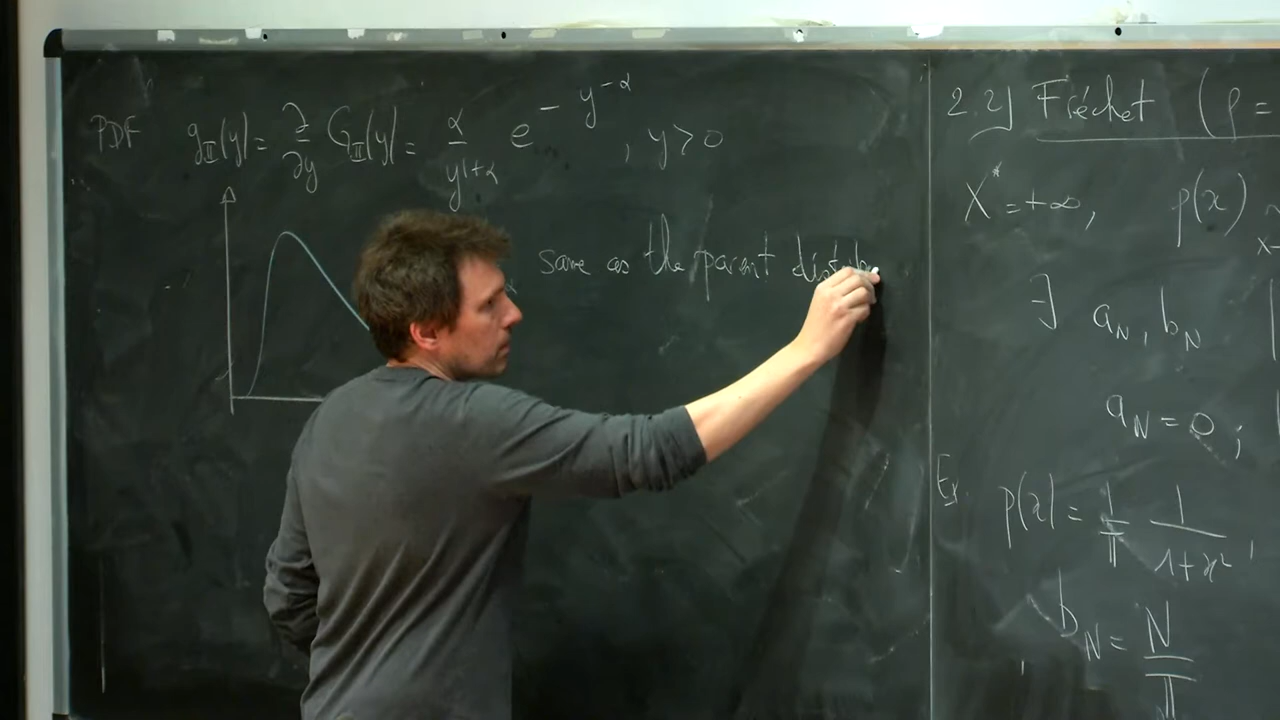 PDF g_II(y) = ∂/∂y G_II(y) = α/y^{1+α} e^{-y^{-α}}, y > 0
same as the parent
2.2] Fréchet (ρ =
X* = +∞, p(x) ~ x→
∃ a_N, b_N
a_N = 0;
Ex. p(x) = 1/π 1/(1+x²),
b_N = N/π